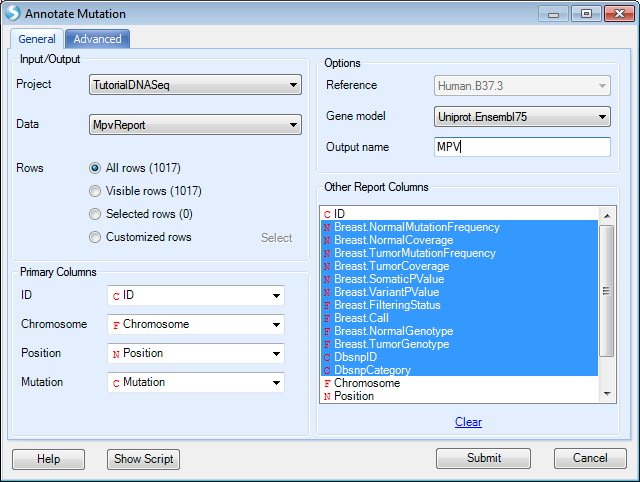 Annotate Mutation
General
Advanced
Input/Output
Project
TutorialDNASeq
Data
MpvReport
Rows
All rows (1017)
Visible rows (1017)
Selected rows (0)
Customized rows
Select
Primary Columns
ID
C ID
Chromosome
F Chromosome
Position
N Position
Mutation
C Mutation
Options
Reference
Human.B37.3
Gene model
Uniprot.Ensembl75
Output name
MPV
Other Report Columns
C ID
N Breast.NormalMutationFrequency
N Breast.NormalCoverage
N Breast.TumorMutationFrequency
N Breast.TumorCoverage
N Breast.SomaticPValue
N Breast.VariantPValue
F Breast.FilteringStatus
F Breast.Call
F Breast.NormalGenotype
F Breast.TumorGenotype
C DbsnpID
C DbsnpCategory
F Chromosome
N Position
Clear
Help
Show Script
Submit
Cancel